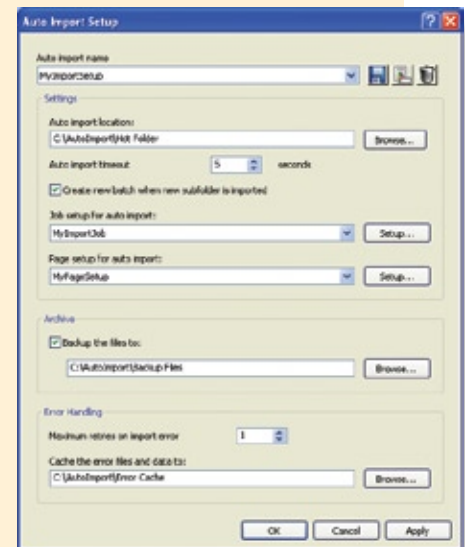 Auto Import Setup
Auto import name
MyImportSetup
Settings
Auto import location:
C:\AutoImport\Hot Folder
Browse...
Auto import timeout
5
seconds
Create new batch when new subfolder is imported
Job setup for auto import:
MyImportJob
Setup...
Page setup for auto import:
MyPageSetup
Setup...
Archive
Backup the files to:
C:\AutoImport\Backup Files
Browse...
Error Handling
Maximum retries on import error
1
Cache the error files and data to:
C:\AutoImport\Error Cache
Browse...
OK
Cancel
Apply